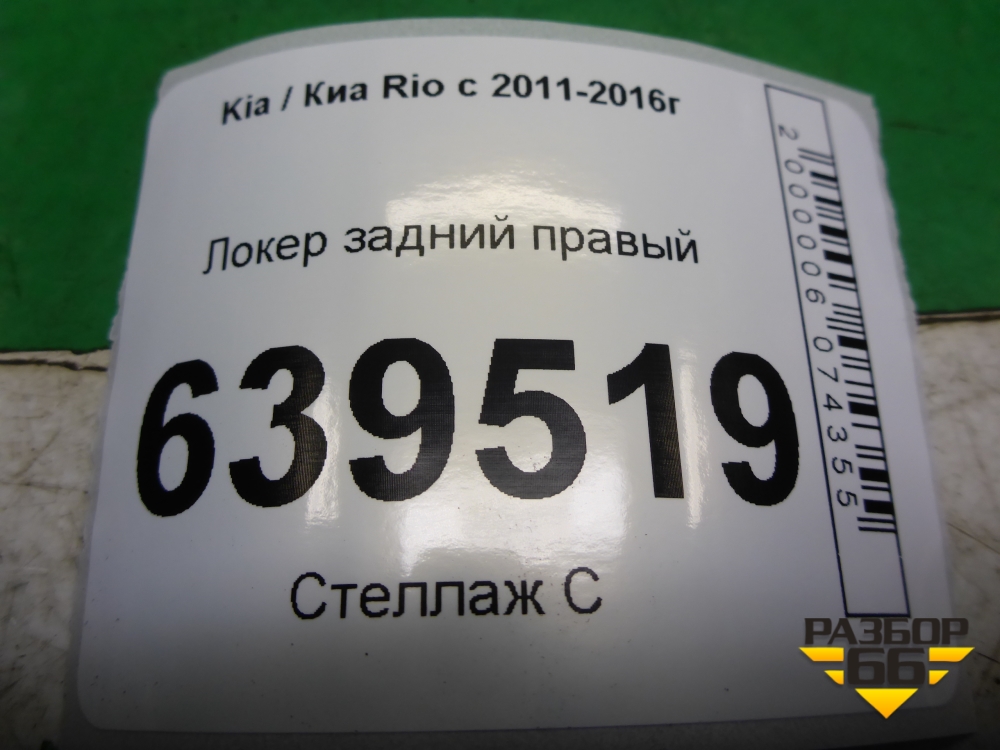 Kia / Киа Rio с 2011-2016г
Локер задний правый
639519
Стеллаж С
2000006074355
РАЗБОР
66